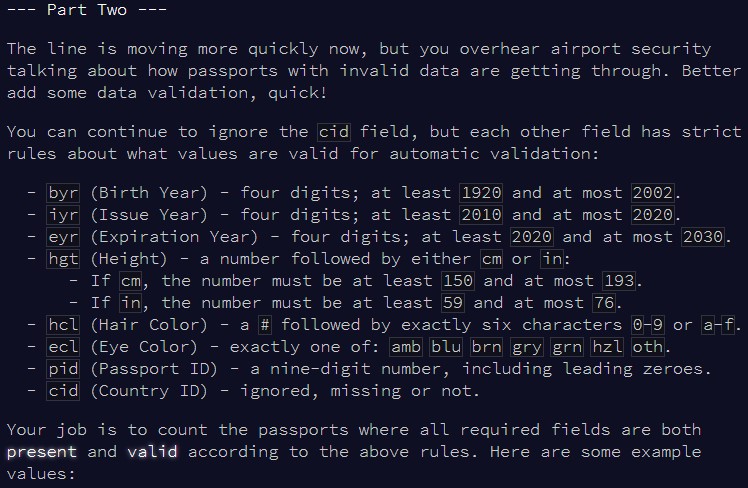 --- Part Two ---
The line is moving more quickly now, but you overhear airport security
talking about how passports with invalid data are getting through. Better
add some data validation, quick!
You can continue to ignore the cid field, but each other field has strict
rules about what values are valid for automatic validation:
- byr (Birth Year) - four digits; at least 1920 and at most 2002.
- iyr (Issue Year) - four digits; at least 2010 and at most 2020.
- eyr (Expiration Year) - four digits; at least 2020 and at most 2030.
- hgt (Height) - a number followed by either cm or in:
- If cm, the number must be at least 150 and at most 193.
- If in, the number must be at least 59 and at most 76.
- hcl (Hair Color) - a # followed by exactly six characters 0-9 or a-f.
- ecl (Eye Color) - exactly one of: amb blu brn gry grn hzl oth.
- pid (Passport ID) - a nine-digit number, including leading zeroes.
- cid (Country ID) - ignored, missing or not.
Your job is to count the passports where all required fields are both
present and valid according to the above rules. Here are some example
values: